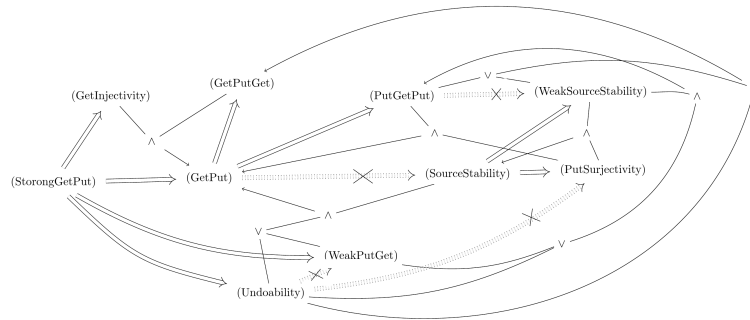 (GetPutGet)
(GetInjectivity)
(PutGetPut)
(WeakSourceStability)
∨
∧
∧
∧
∧
(StorongGetPut)
(GetPut)
(SourceStability)
(PutSurjectivity)
∧
∨
∨
(WeakPutGet)
(Undoability)